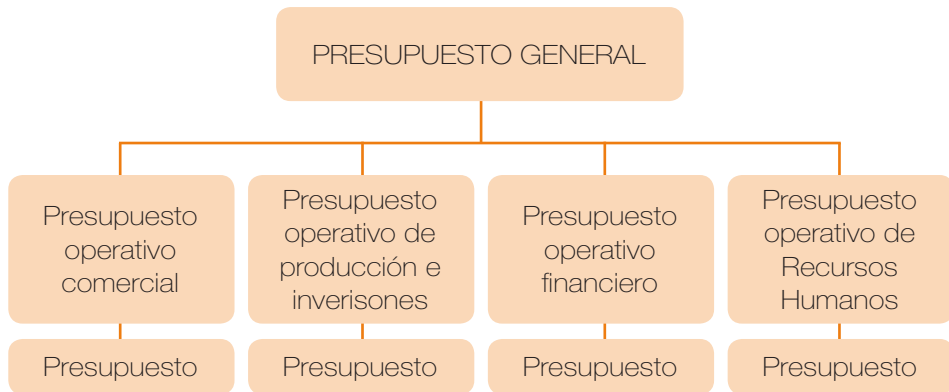 PRESUPUESTO GENERAL
Presupuesto
operativo
comercial
Presupuesto
operativo de
producción e
inverisones
Presupuesto
operativo
financiero
Presupuesto
operativo de
Recursos
Humanos
Presupuesto
Presupuesto
Presupuesto
Presupuesto